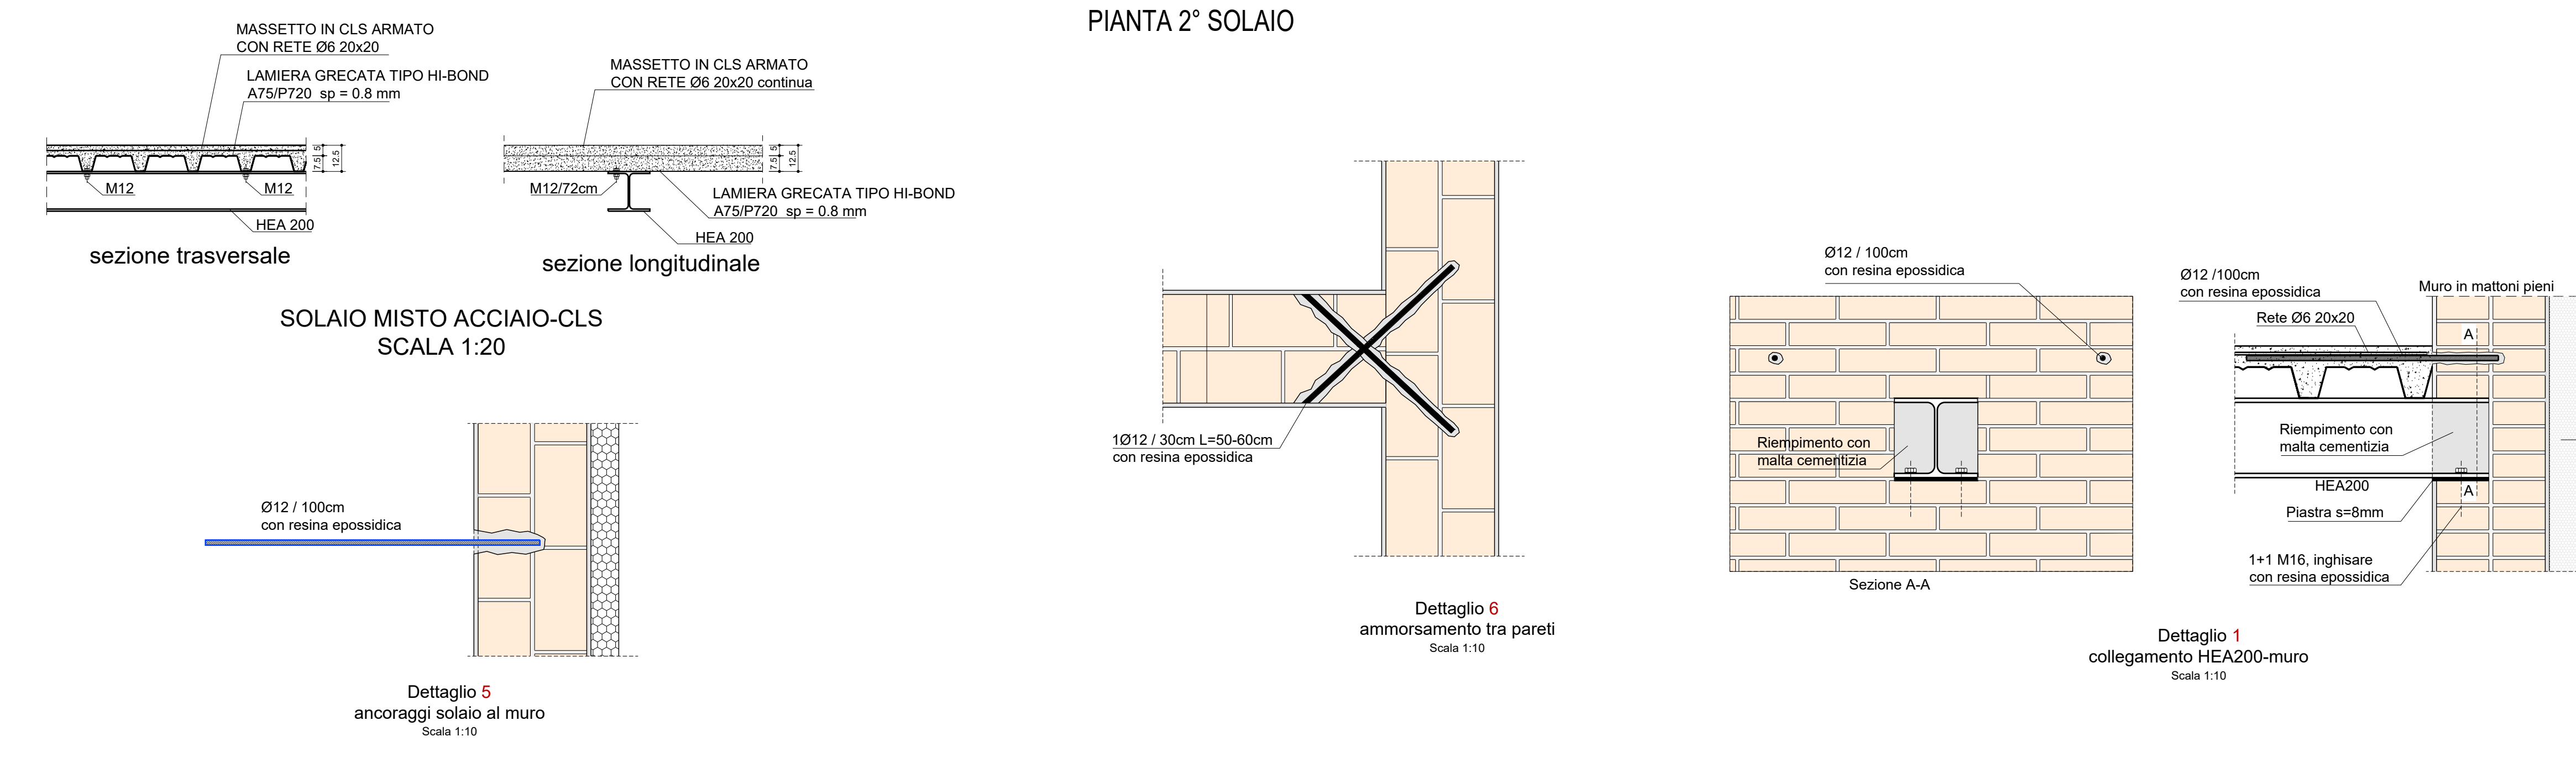 PIANTA 2° SOLAIO
MASSETTO IN CLS ARMATO
CON RETE Ø6 20x20
LAMIERA GRECATA TIPO HI-BOND
A75/P720 sp = 0.8 mm
5
7.5
12.5
M12
M12
HEA 200
sezione trasversale
MASSETTO IN CLS ARMATO
CON RETE Ø6 20x20 continua
5
7.5
12.5
M12/72cm
LAMIERA GRECATA TIPO HI-BOND
A75/P720 sp = 0.8 mm
HEA 200
sezione longitudinale
SOLAIO MISTO ACCIAIO-CLS
SCALA 1:20
Ø12 / 100cm
con resina epossidica
Dettaglio 5
ancoraggi solaio al muro
Scala 1:10
1Ø12 / 30cm L=50-60cm
con resina epossidica
Dettaglio 6
ammorsamento tra pareti
Scala 1:10
Ø12 / 100cm
con resina epossidica
Riempimento con
malta cementizia
Sezione A-A
Ø12 /100cm
con resina epossidica
Muro in mattoni pieni
Rete Ø6 20x20
A
Riempimento con
malta cementizia
HEA200
A
Piastra s=8mm
1+1 M16, inghisare
con resina epossidica
Dettaglio 1
collegamento HEA200-muro
Scala 1:10